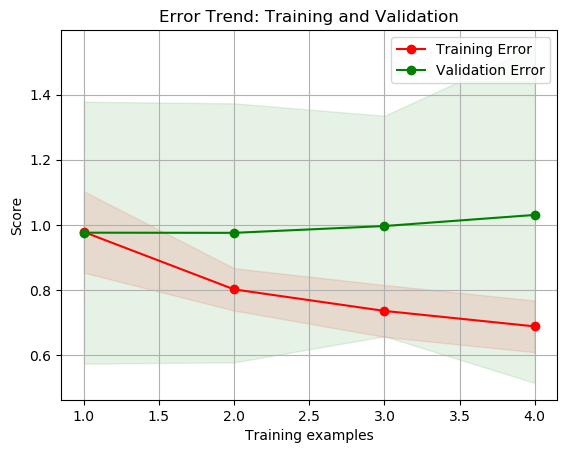 Error Trend: Training and Validation
Training Error
Validation Error
Score
1.4
1.2
1.0
0.8
0.6
1.0 1.5 2.0 2.5 3.0 3.5 4.0
Training examples